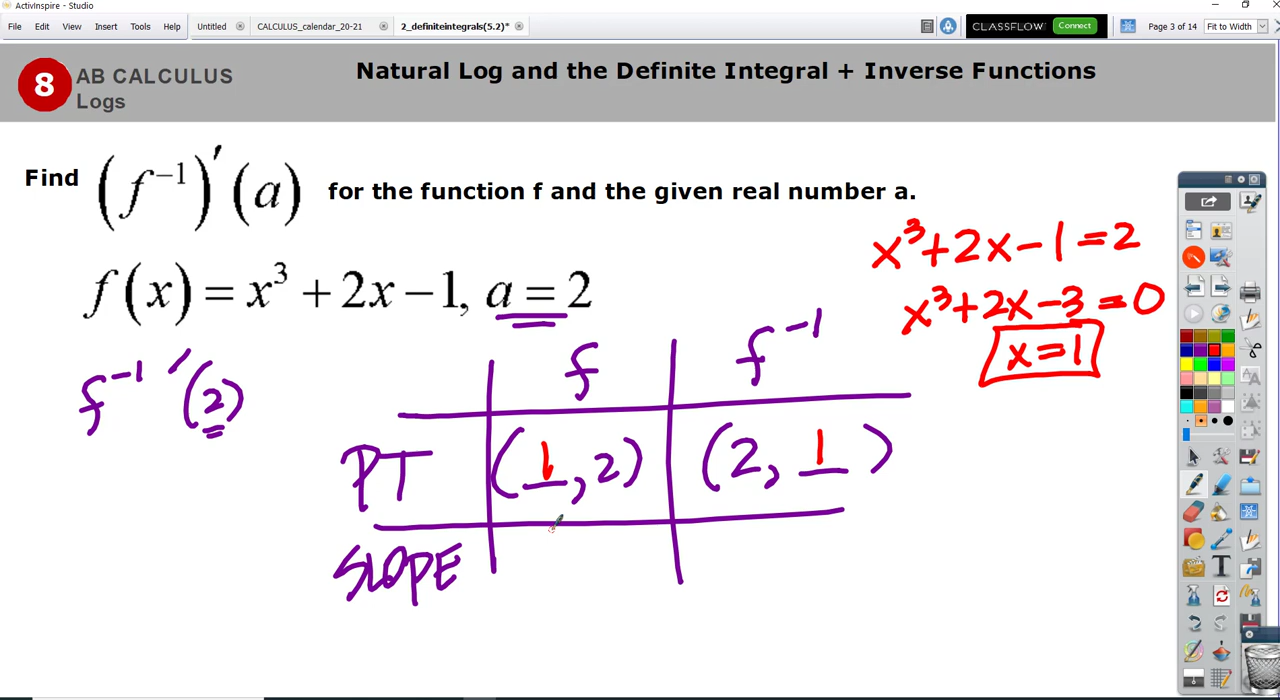 ActivInspire - Studio
File Edit View Insert Tools Help
Untitled CALCULUS_calendar_20-21 2_definiteintegrals(5.2)*
CLASSFLOW Connect Page 3 of 14 Fit to Width
8 AB CALCULUS
Logs
Natural Log and the Definite Integral + Inverse Functions
Find (f⁻¹)′(a) for the function f and the given real number a.
x³+2x-1=2
f(x) = x³ + 2x − 1, a = 2
x³+2x-3=0
x=1
f⁻¹′(2)
f f⁻¹
PT (1,2) (2,1)
SLOPE